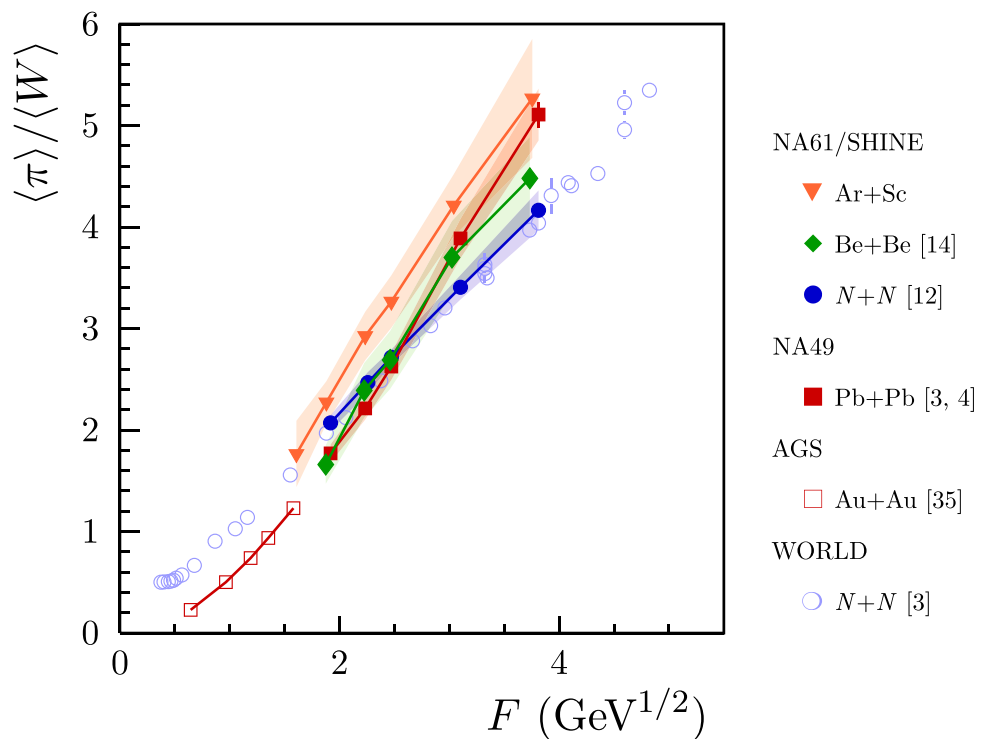 6
5
4
3
2
1
0
⟨π⟩/⟨W⟩
0 2 4
F (GeV^{1/2})
NA61/SHINE
Ar+Sc
Be+Be [14]
N+N [12]
NA49
Pb+Pb [3, 4]
AGS
Au+Au [35]
WORLD
N+N [3]